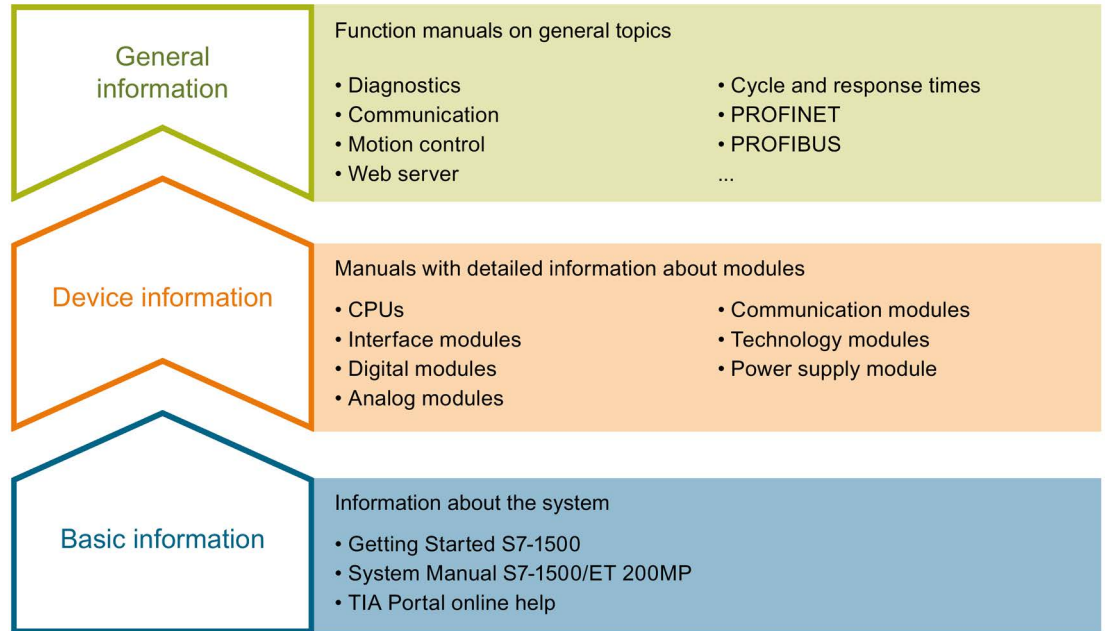 General
information
Function manuals on general topics
• Diagnostics
• Communication
• Motion control
• Web server
• Cycle and response times
• PROFINET
• PROFIBUS
...
Device information
Manuals with detailed information about modules
• CPUs
• Interface modules
• Digital modules
• Analog modules
• Communication modules
• Technology modules
• Power supply module
Basic information
Information about the system
• Getting Started S7-1500
• System Manual S7-1500/ET 200MP
• TIA Portal online help